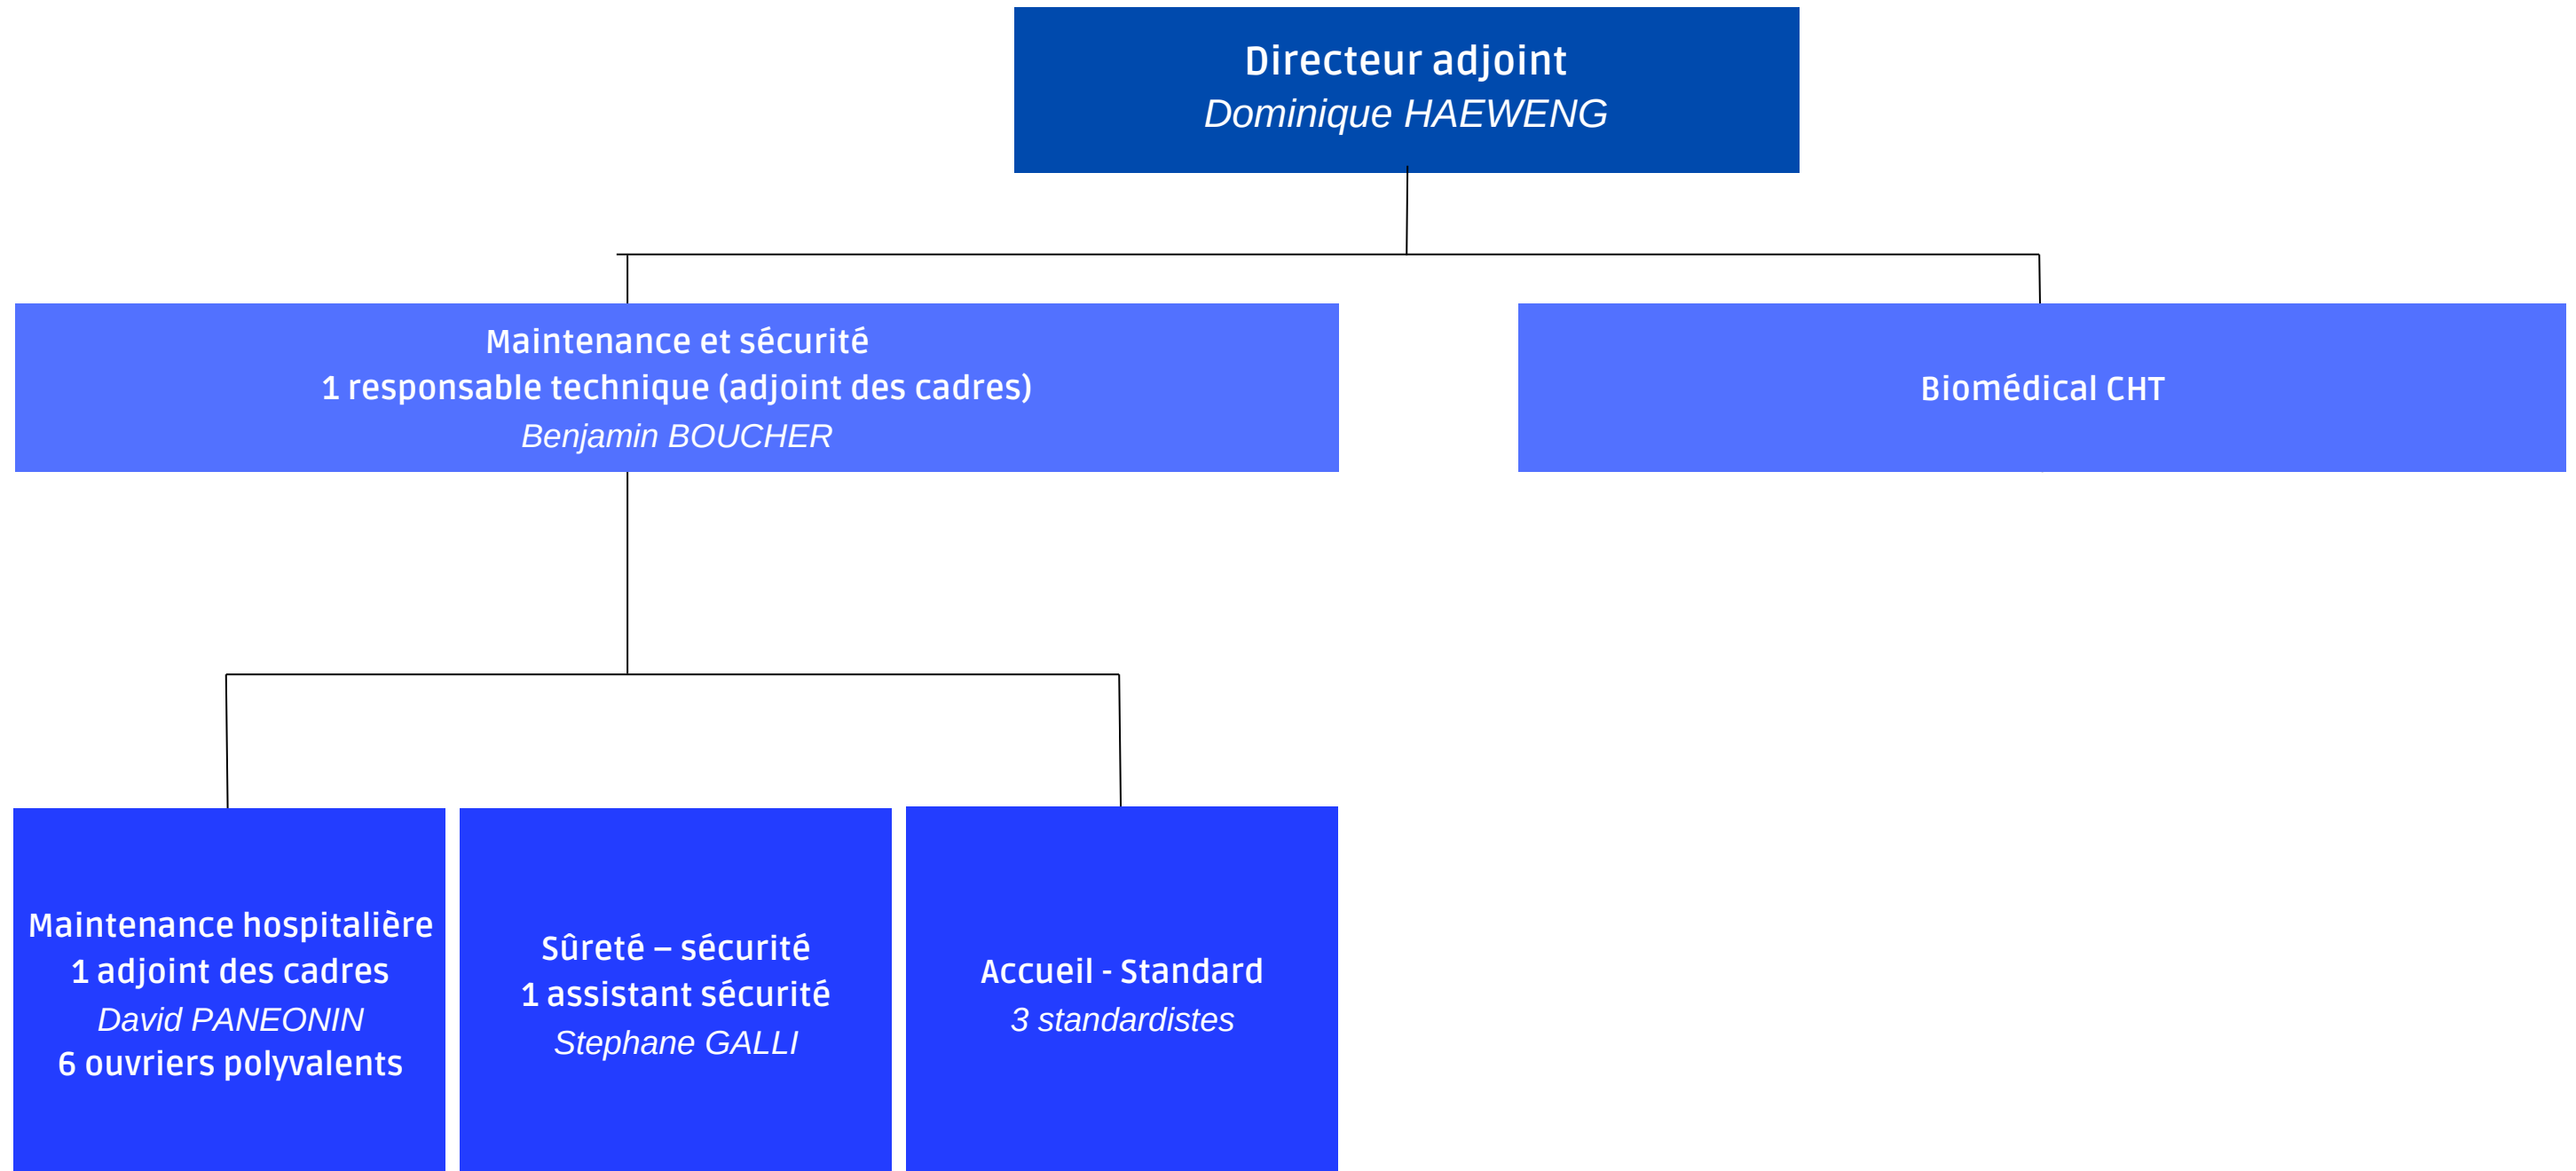 Directeur adjoint
Dominique HAEWENG
Maintenance et sécurité
1 responsable technique (adjoint des cadres)
Benjamin BOUCHER
Biomédical CHT
Maintenance hospitalière
1 adjoint des cadres
David PANEONIN
6 ouvriers polyvalents
Sûreté – sécurité
1 assistant sécurité
Stephane GALLI
Accueil - Standard
3 standardistes